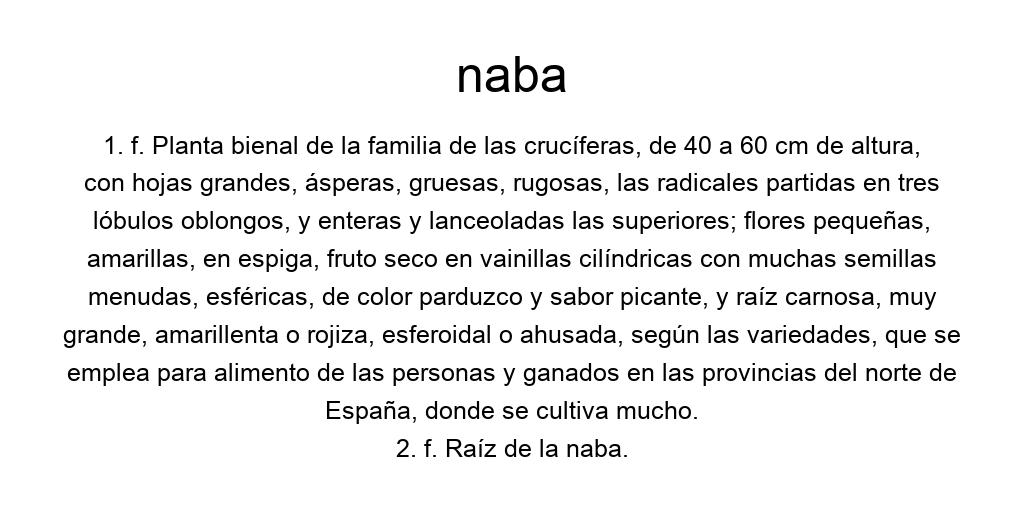 naba
1. f. Planta bienal de la familia de las crucíferas, de 40 a 60 cm de altura,
con hojas grandes, ásperas, gruesas, rugosas, las radicales partidas en tres
lóbulos oblongos, y enteras y lanceoladas las superiores; flores pequeñas,
amarillas, en espiga, fruto seco en vainillas cilíndricas con muchas semillas
menudas, esféricas, de color parduzco y sabor picante, y raíz carnosa, muy
grande, amarillenta o rojiza, esferoidal o ahusada, según las variedades, que se
emplea para alimento de las personas y ganados en las provincias del norte de
España, donde se cultiva mucho.
2. f. Raíz de la naba.